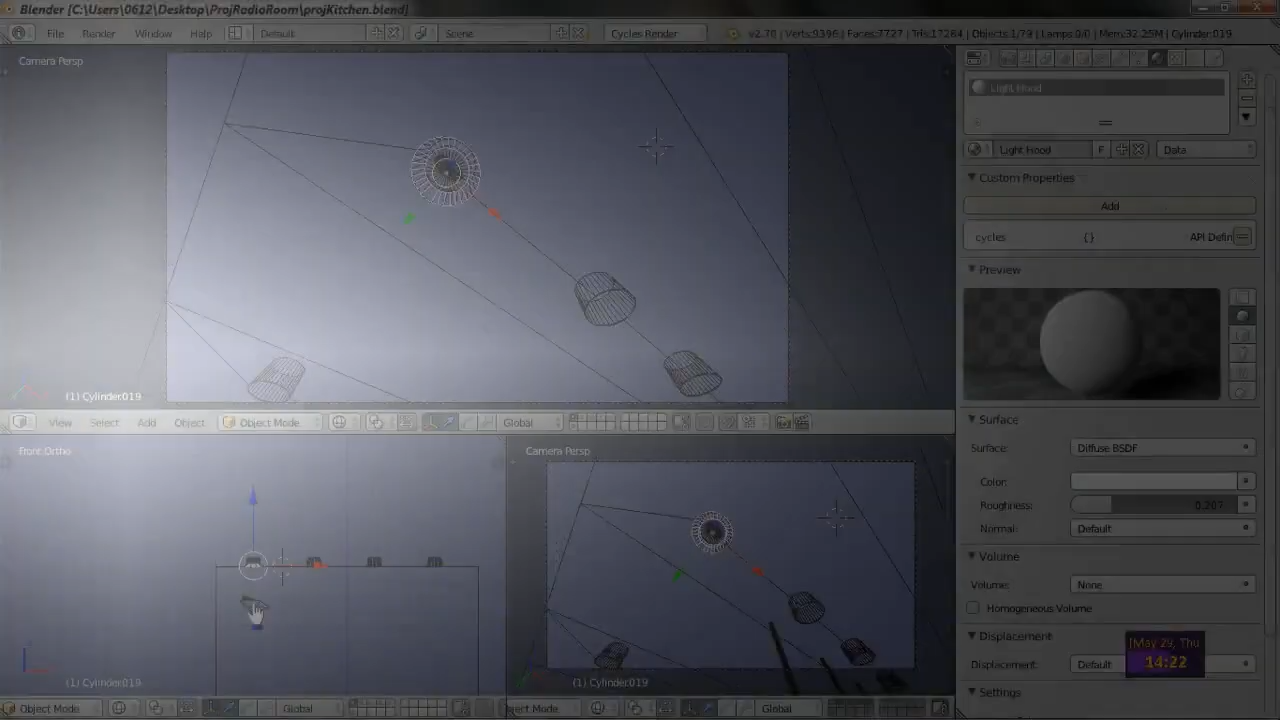 Blender [C:\Users\0612\Desktop\ProjRadioRoom\projKitchen.blend]
File Render Window Help Default Scene Cycles Render v2.70 | Verts:9396 | Faces:7727 | Tris:17284 | Objects:1/79 | Lamps:0/0 | Mem:32.25M | Cylinder.019
Camera Persp
Light Hood
Light Hood F Data
Custom Properties
Add
cycles {} API Defin
Preview
(1) Cylinder.019
View Select Add Object Object Mode Global
Surface
Surface: Diffuse BSDF
Color:
Roughness: 0.207
Normal: Default
Volume
Volume: None
Homogeneous Volume
Displacement
Displacement: Default
Settings
Front Ortho
(1) Cylinder.019
Object Mode Global
Camera Persp
(1) Cylinder.019
ject Mode Global
[May 29, Thu
14:22